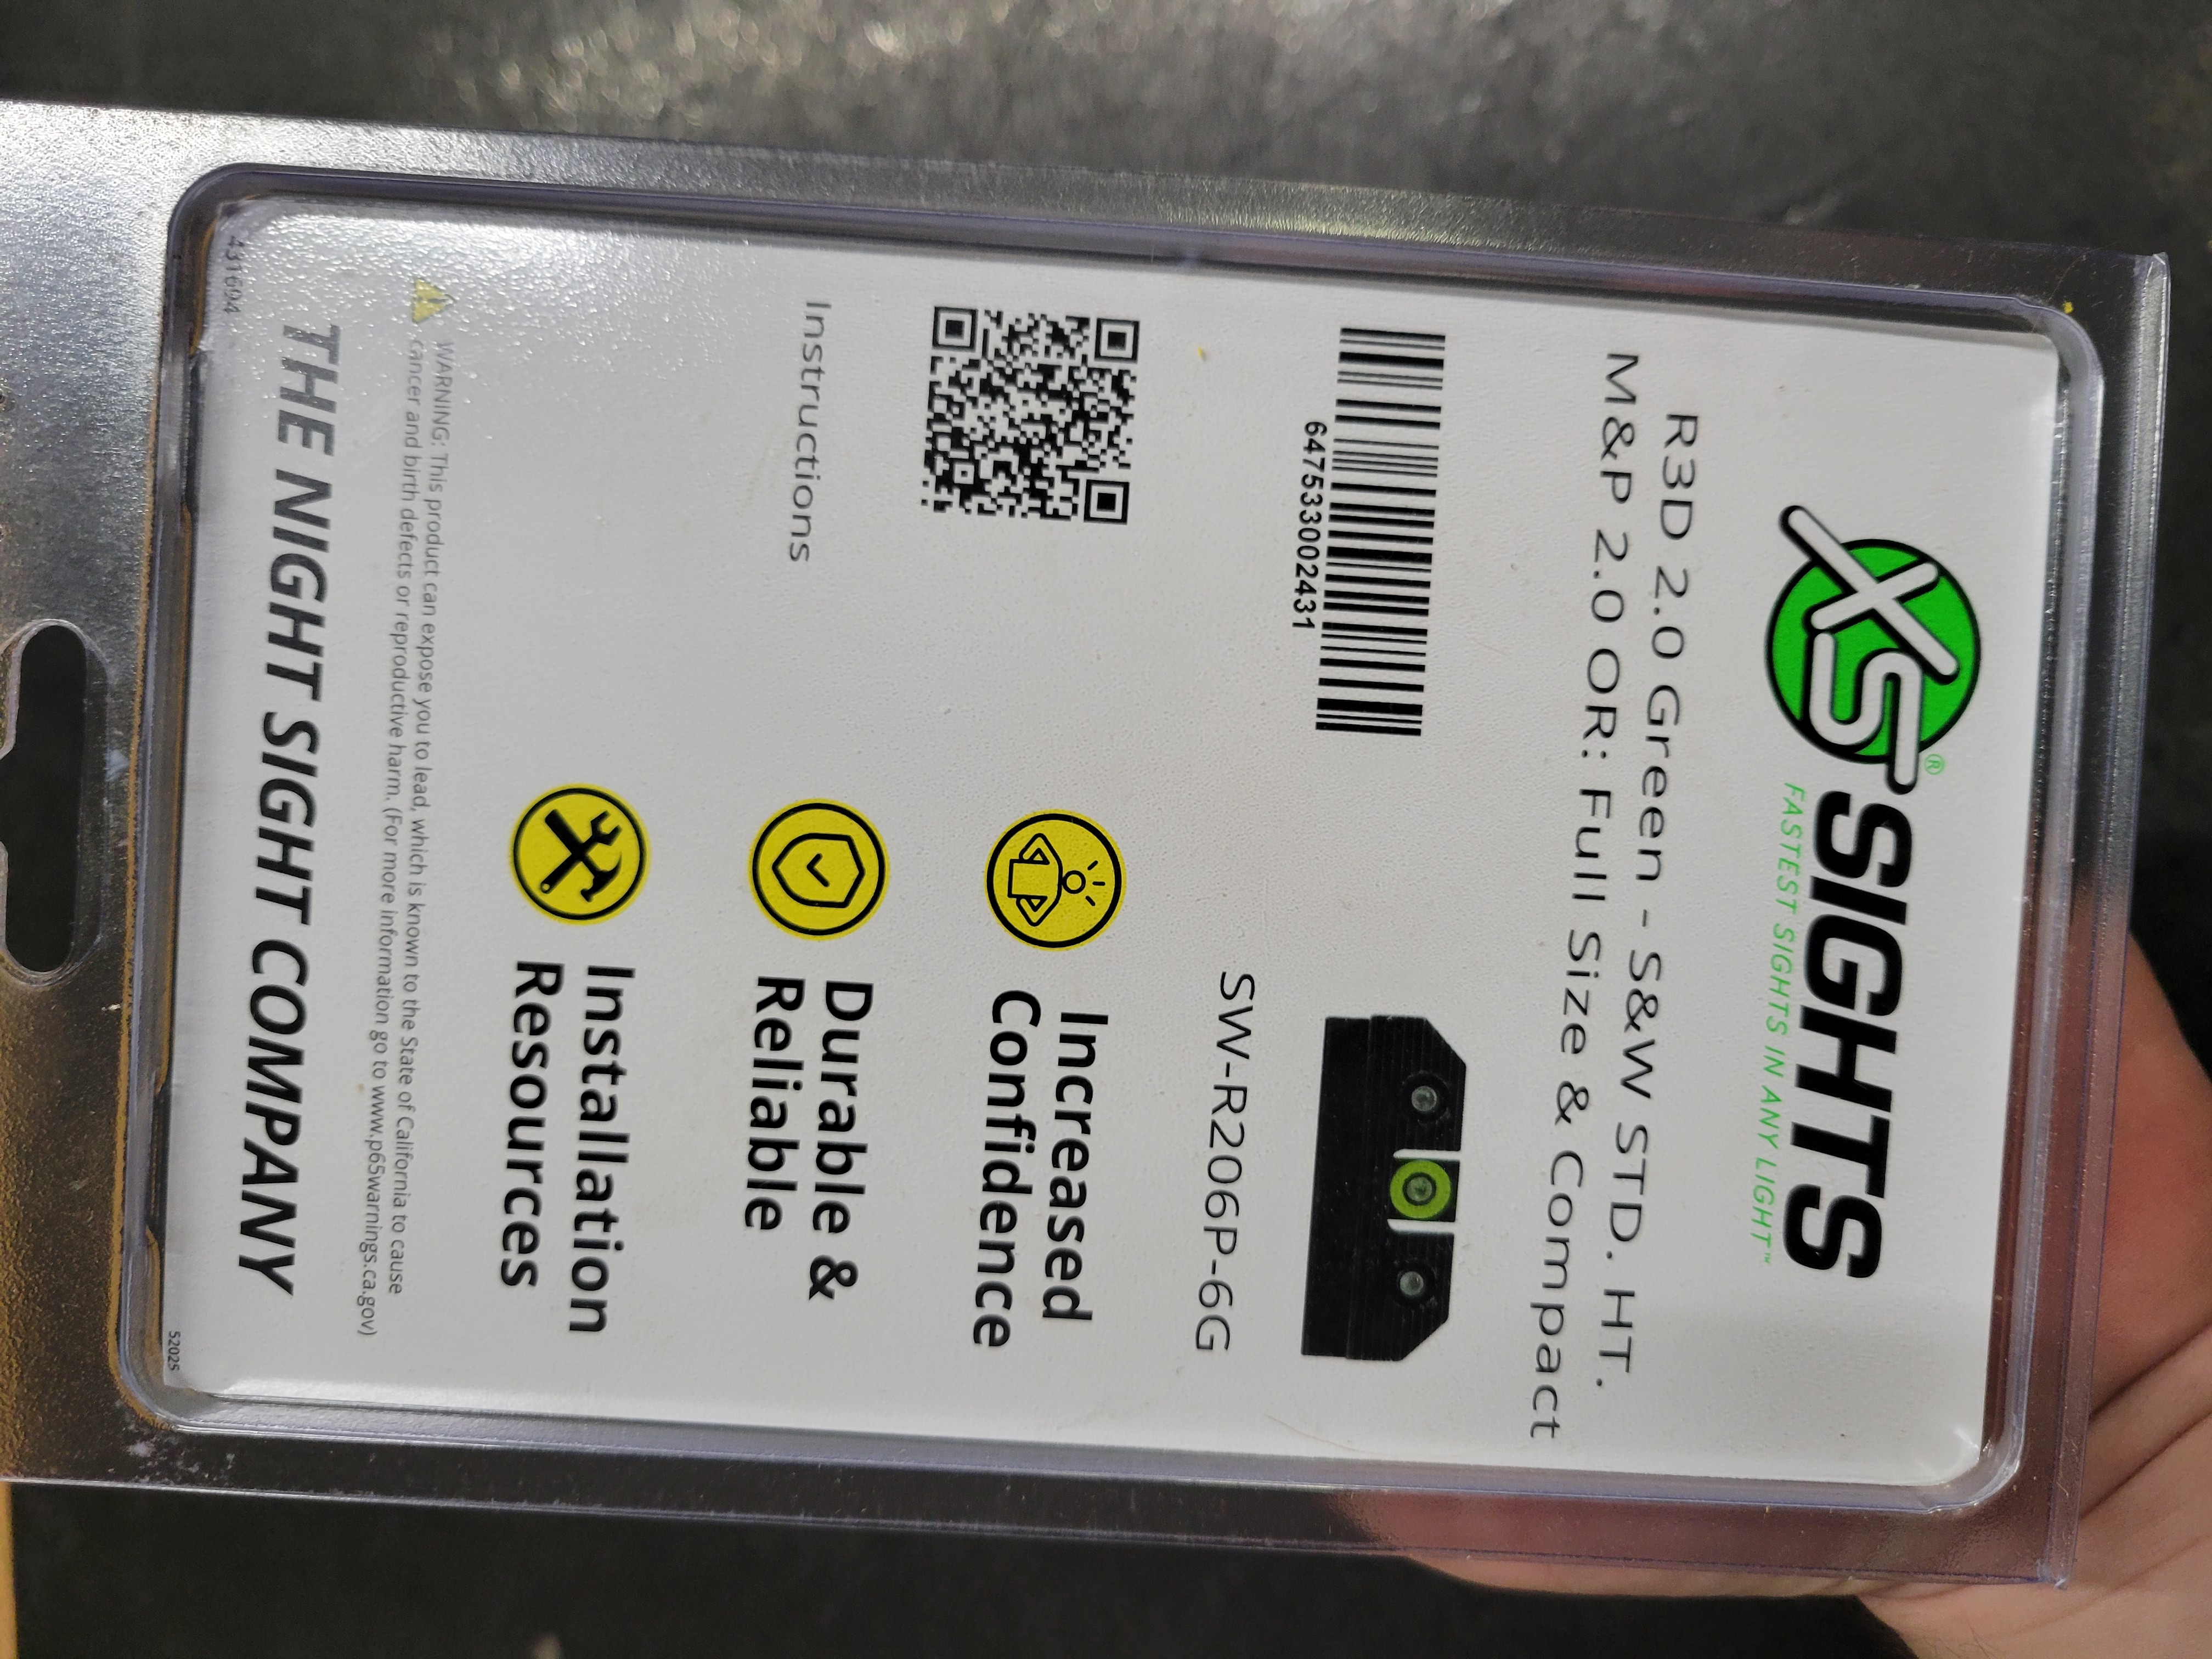 XS SIGHTS
®
FASTEST SIGHTS IN ANY LIGHT™
R3D 2.0 Green - S&W STD. HT.
M&P 2.0 OR: Full Size & Compact
647533002431
SW-R206P-6G
Instructions
Increased
Confidence
Durable &
Reliable
Installation
Resources
WARNING: This product can expose you to lead, which is known to the State of California to cause
cancer and birth defects or reproductive harm. (For more information go to www.p65warnings.ca.gov)
THE NIGHT SIGHT COMPANY
4316094
52025